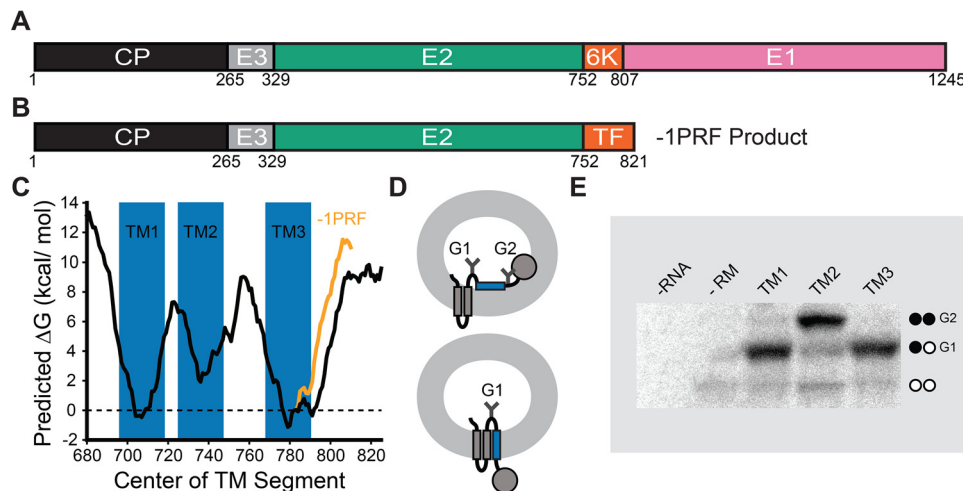 A
CP E3 E2 6K E1
1 265 329 752 807 1245
B
CP E3 E2 TF -1PRF Product
1 265 329 752 821
C
Predicted ΔG (kcal/ mol)
14
12
10
8
6
4
2
0
-2
TM1 TM2 TM3
-1PRF
680 700 720 740 760 780 800 820
Center of TM Segment
D
G1 G2
G1
E
-RNA - RM TM1 TM2 TM3
G2
G1